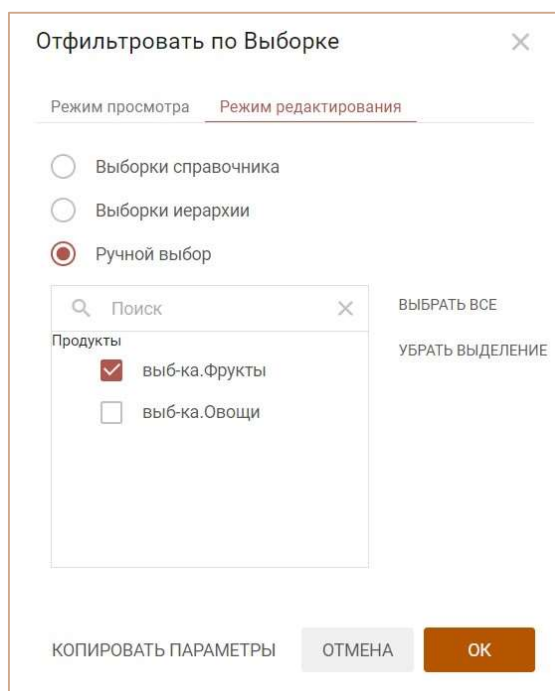 Отфильтровать по Выборке
Режим просмотра Режим редактирования
Выборки справочника
Выборки иерархии
Ручной выбор
Поиск
ВЫБРАТЬ ВСЕ
Продукты
УБРАТЬ ВЫДЕЛЕНИЕ
выб-ка.Фрукты
выб-ка.Овощи
КОПИРОВАТЬ ПАРАМЕТРЫ ОТМЕНА ОК